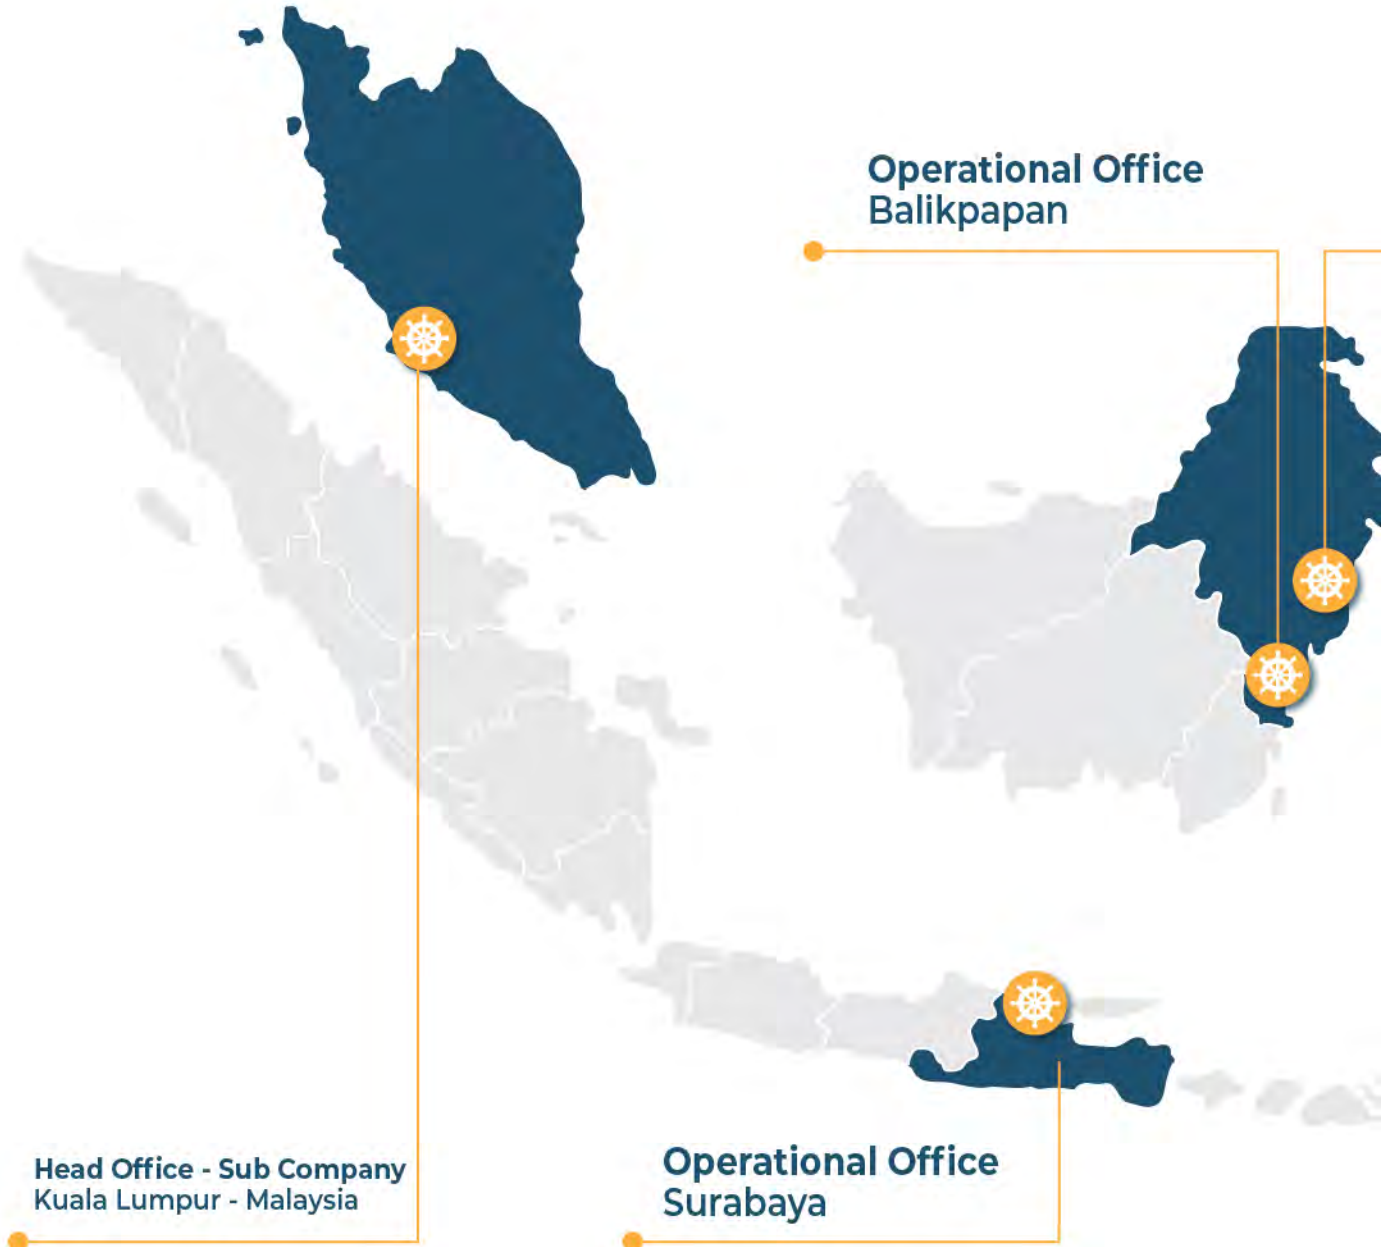 Operational Office
Balikpapan
Head Office - Sub Company
Kuala Lumpur - Malaysia
Operational Office
Surabaya